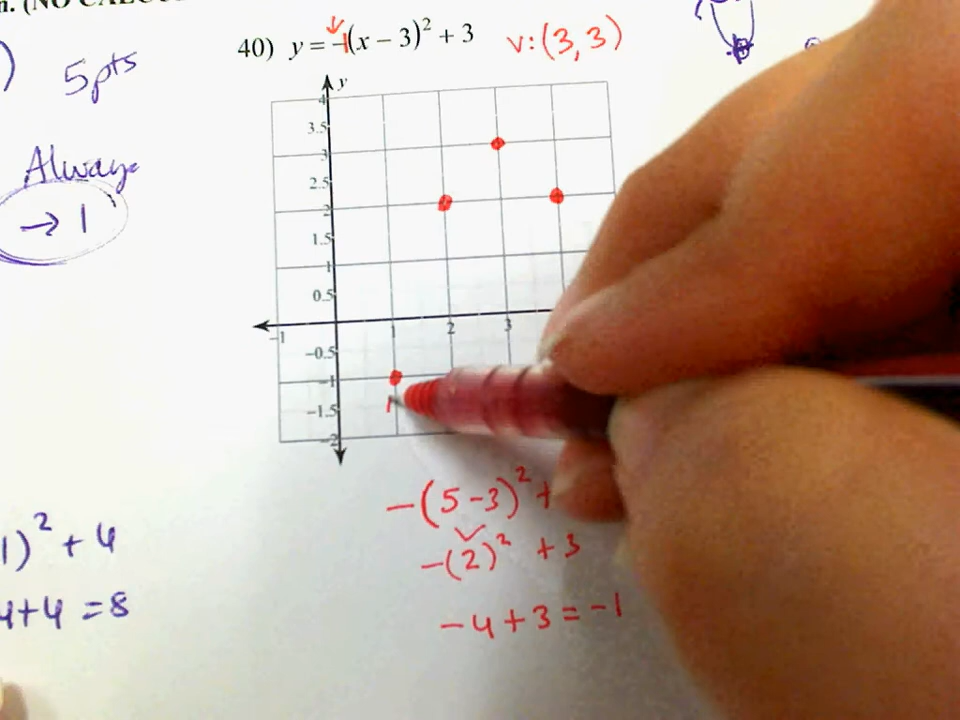 n. (NO CALCU
40) y = -1(x − 3)² + 3 v: (3, 3)
) 5pts
Always
→ 1
y
4
3.5
3
2.5
2
1.5
1
0.5
−1 1 2 3
−0.5
−1
−1.5
−2
−(5−3)² +
−(2)² + 3
−4+3 = −1
1)² + 4
4+4 =8